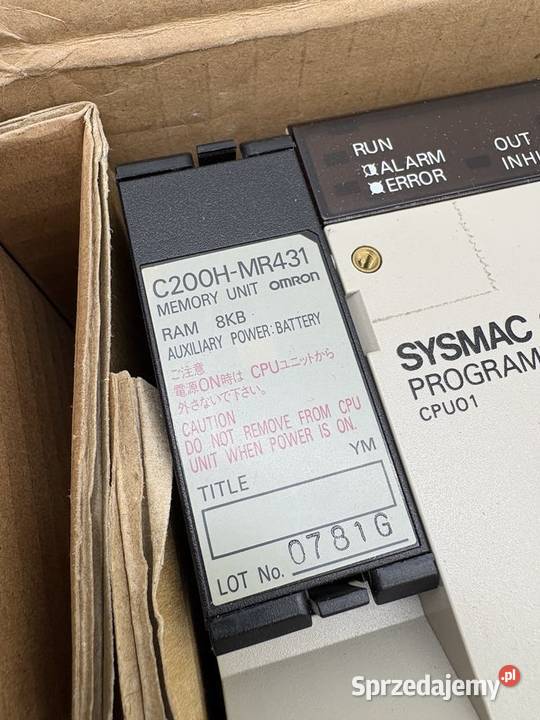 RUN
ALARM
ERROR
OUT
INHI
C200H-MR431
MEMORY UNIT omron
RAM 8KB
AUXILIARY POWER:BATTERY
ご注意
電源ON時は CPUユニットから
外さないで下さい。
CAUTION
DO NOT REMOVE FROM CPU
UNIT WHEN POWER IS ON.
YM
TITLE
LOT No. 0781G
SYSMAC
PROGRAM
CPU01
Sprzedajemy.pl